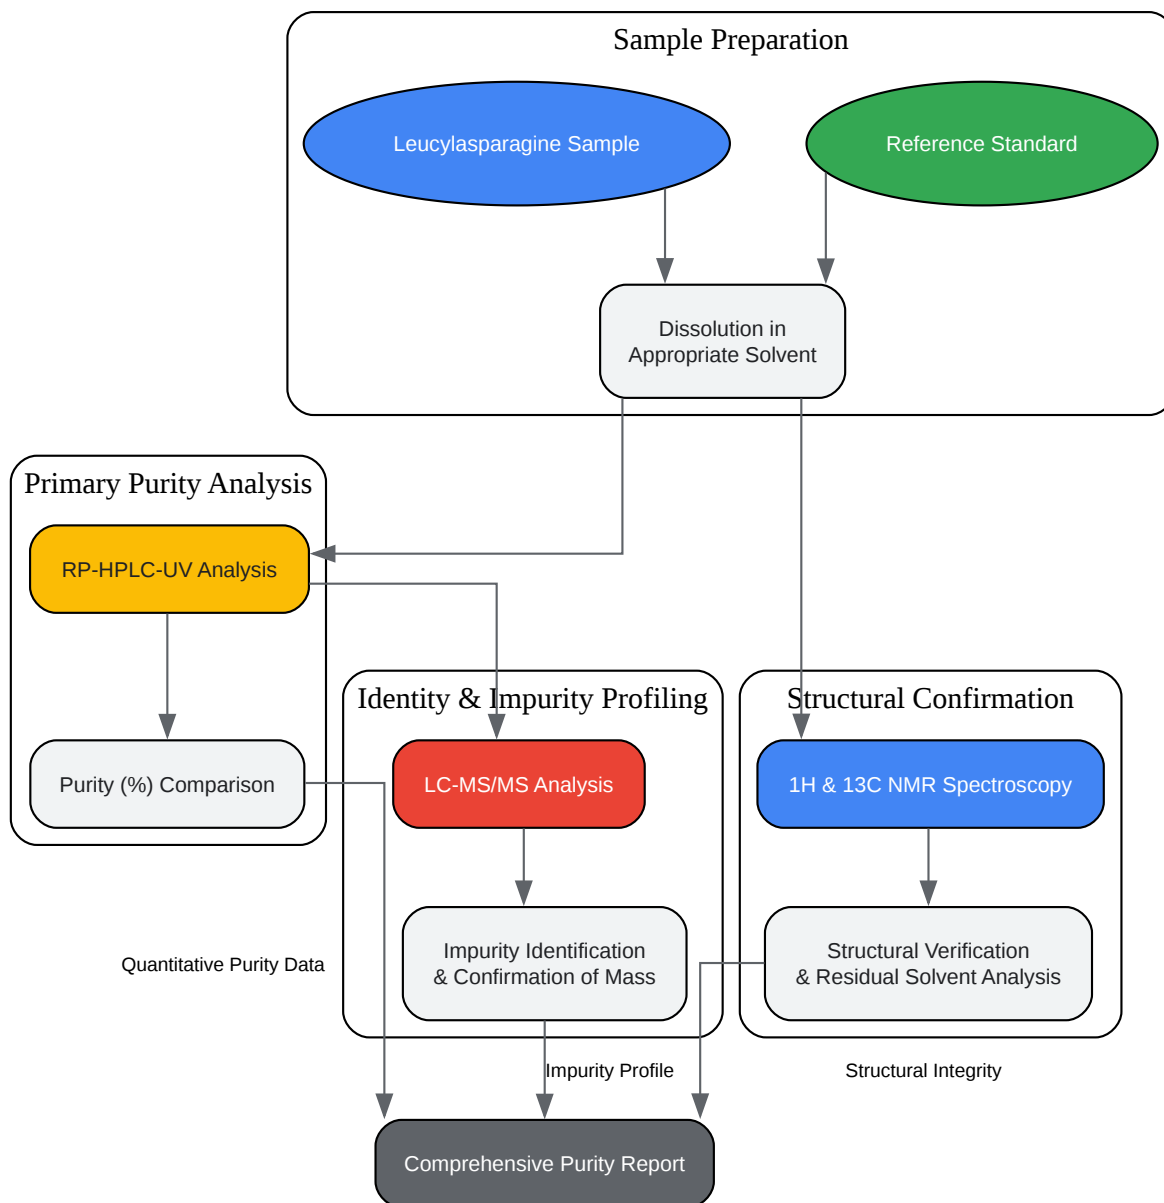 Sample Preparation
Leucylasparagine Sample
Reference Standard
Dissolution in
Appropriate Solvent
Primary Purity Analysis
RP-HPLC-UV Analysis
Purity (%) Comparison
Identity & Impurity Profiling
LC-MS/MS Analysis
Impurity Identification
& Confirmation of Mass
Structural Confirmation
1H & 13C NMR Spectroscopy
Structural Verification
& Residual Solvent Analysis
Quantitative Purity Data
Impurity Profile
Structural Integrity
Comprehensive Purity Report